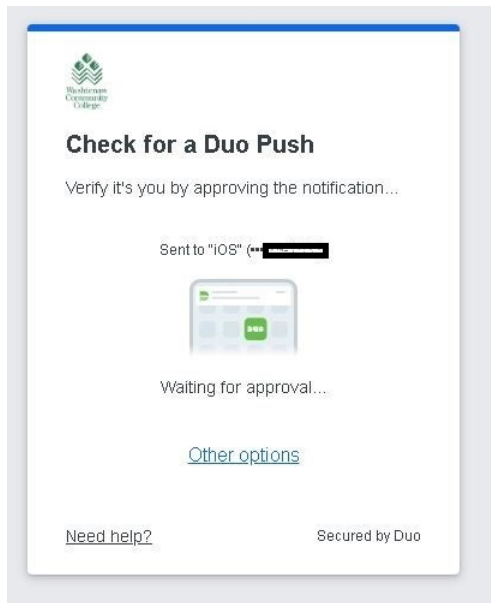 Washtenaw
Community
College
Check for a Duo Push
Verify it's you by approving the notification...
Sent to "iOS" (•••
DUO
Waiting for approval...
Other options
Need help?
Secured by Duo